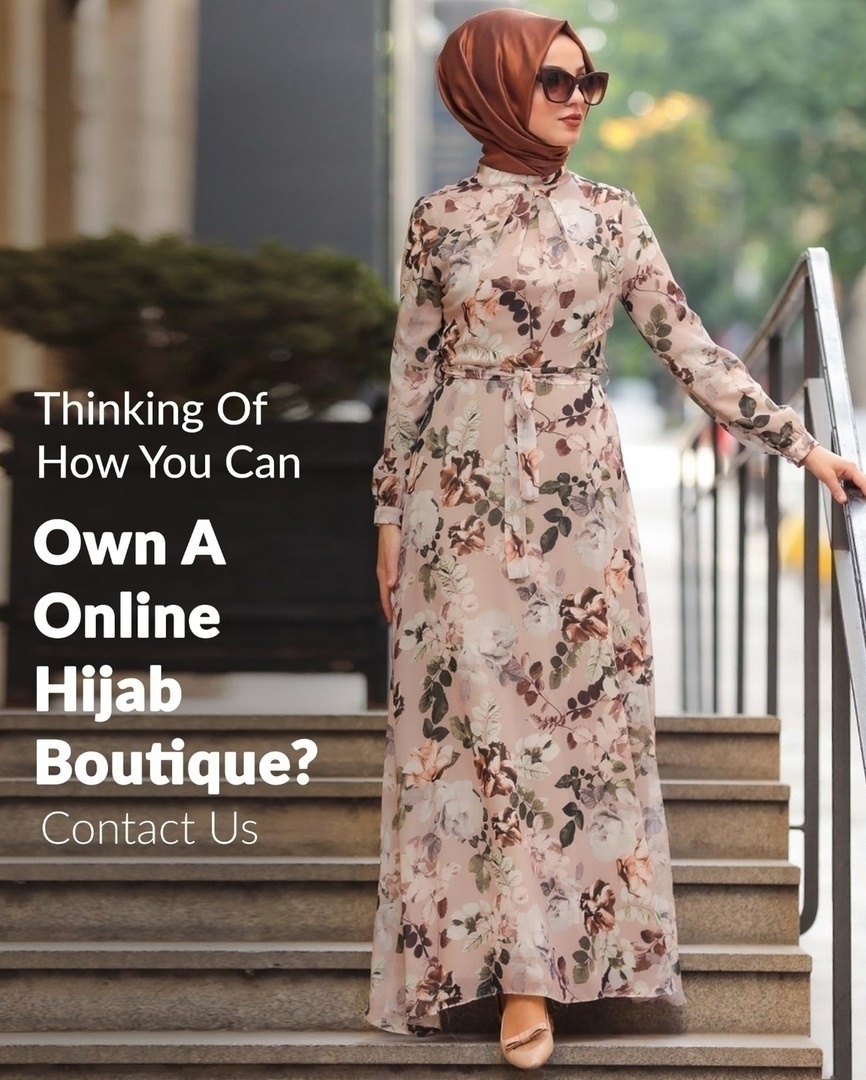 Thinking Of
How You Can
Own A
Online
Hijab
Boutique?
Contact Us